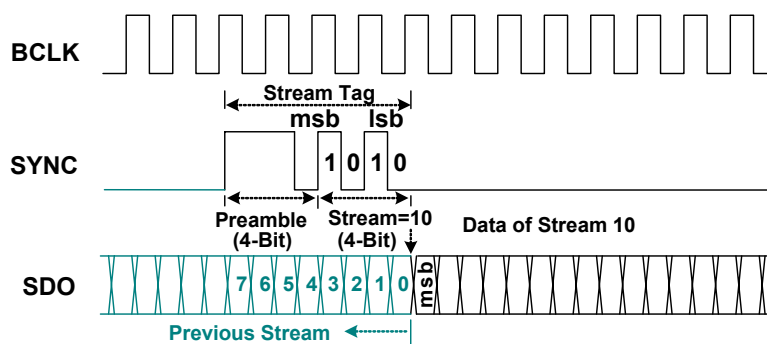 BCLK
Stream Tag
msb lsb
SYNC
1 0 1 0
Preamble
(4-Bit)
Stream=10
(4-Bit)
Data of Stream 10
SDO
7 6 5 4 3 2 1 0
msb
Previous Stream